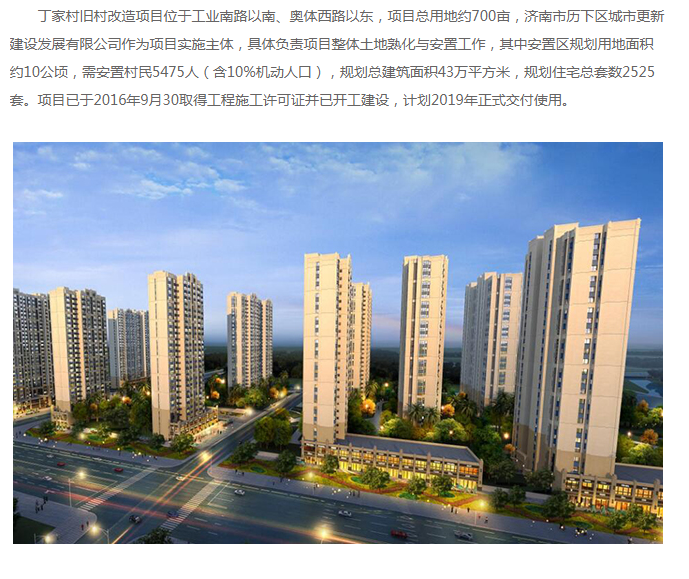 丁家村旧村改造项目位于工业南路以南、奥体西路以东，项目总用地约700亩，济南市历下区城市更新
建设发展有限公司作为项目实施主体，具体负责项目整体土地熟化与安置工作，其中安置区规划用地面积
约10公顷，需安置村民5475人（含10%机动人口），规划总建筑面积43万平方米，规划住宅总套数2525
套。项目已于2016年9月30取得工程施工许可证并已开工建设，计划2019年正式交付使用。